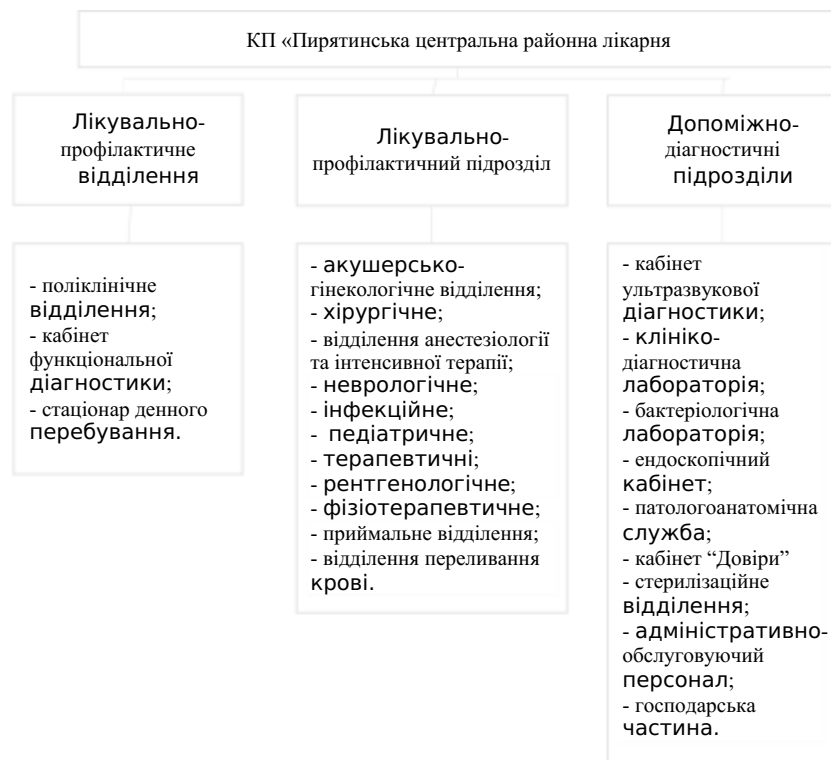 КП «Пирятинська центральна районна лікарня
Лікувально-
профілактичне
відділення
Лікувально-
профілактичний підрозділ
Допоміжно-
діагностичні
підрозділи
- поліклінічне
відділення;
- кабінет
функціональної
діагностики;
- стаціонар денного
перебування.
- акушерсько-
гінекологічне відділення;
- хірургічне;
- відділення анестезіології
та інтенсивної терапії;
- неврологічне;
- інфекційне;
- педіатричне;
- терапевтичні;
- рентгенологічне;
- фізіотерапевтичне;
- приймальне відділення;
- відділення переливання
крові.
- кабінет
ультразвукової
діагностики;
- клініко-
діагностична
лабораторія;
- бактеріологічна
лабораторія;
- ендоскопічний
кабінет;
- патологоанатомічна
служба;
- кабінет “Довіри”
- стерилізаційне
відділення;
- адміністративно-
обслуговуючий
персонал;
- господарська
частина.